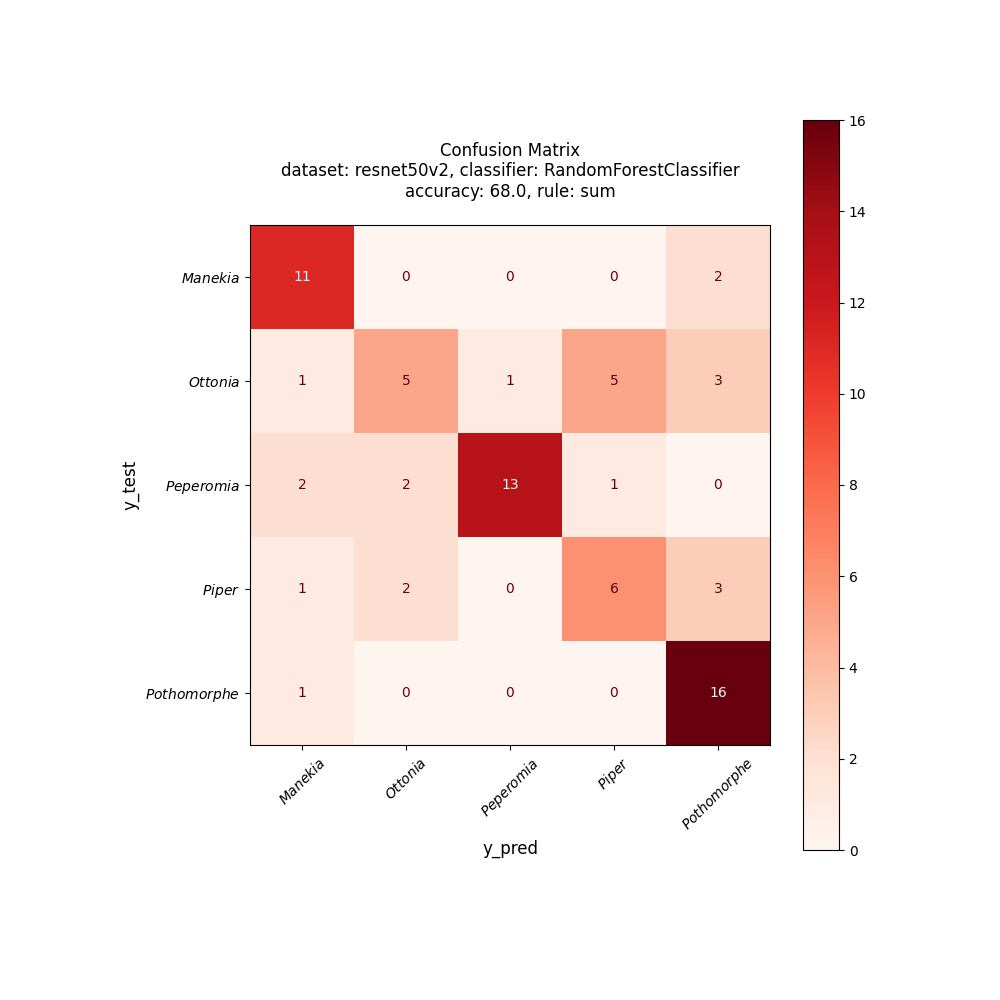 Confusion Matrix
dataset: resnet50v2, classifier: RandomForestClassifier
accuracy: 68.0, rule: sum
Manekia 11 0 0 0 2
Ottonia 1 5 1 5 3
Peperomia 2 2 13 1 0
Piper 1 2 0 6 3
Pothomorphe 1 0 0 0 16
y_test
Manekia Ottonia Peperomia Piper Pothomorphe
y_pred
16
14
12
10
8
6
4
2
0